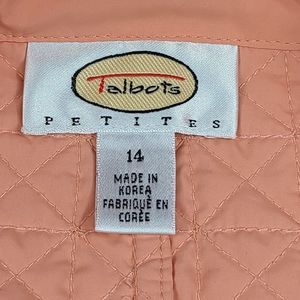 Talbots
PETITES
14
MADE IN
KOREA
FABRIQUÉ EN
CORÉE